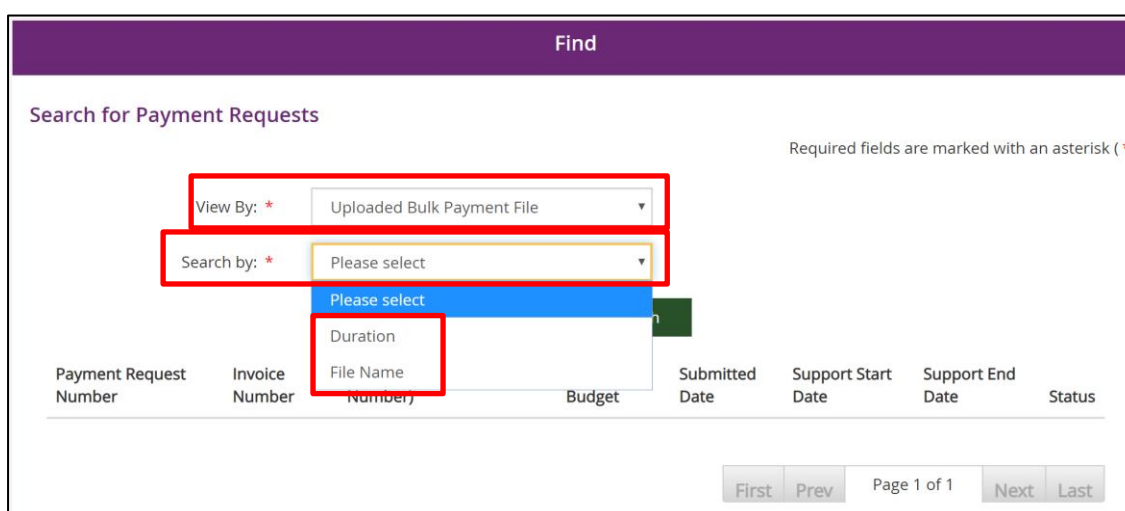 Find
Search for Payment Requests
Required fields are marked with an asterisk ( *
View By: * Uploaded Bulk Payment File
Search by: * Please select
Please select
Duration
File Name
Payment Request Invoice Submitted Support Start Support End
Number Number Number) Budget Date Date Date Status
First Prev Page 1 of 1 Next Last